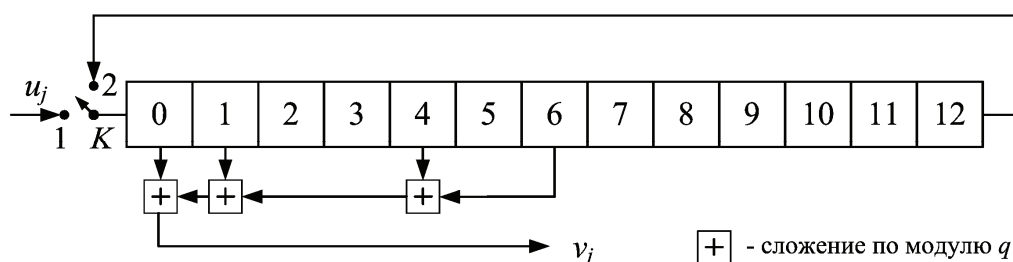 2
u_j
1 K 0 1 2 3 4 5 6 7 8 9 10 11 12
+ + +
v_j + - сложение по модулю q